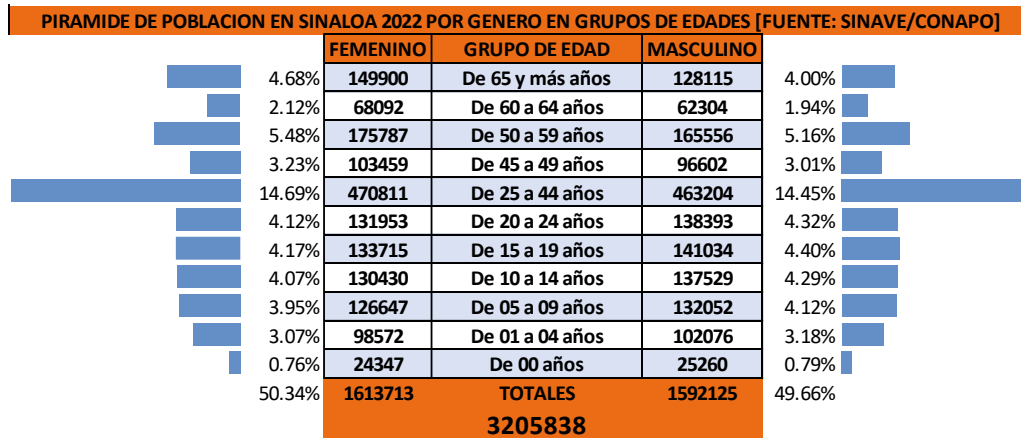 PIRAMIDE DE POBLACION EN SINALOA 2022 POR GENERO EN GRUPOS DE EDADES [FUENTE: SINAVE/CONAPO]
FEMENINO GRUPO DE EDAD MASCULINO
4.68% 149900 De 65 y más años 128115 4.00%
2.12% 68092 De 60 a 64 años 62304 1.94%
5.48% 175787 De 50 a 59 años 165556 5.16%
3.23% 103459 De 45 a 49 años 96602 3.01%
14.69% 470811 De 25 a 44 años 463204 14.45%
4.12% 131953 De 20 a 24 años 138393 4.32%
4.17% 133715 De 15 a 19 años 141034 4.40%
4.07% 130430 De 10 a 14 años 137529 4.29%
3.95% 126647 De 05 a 09 años 132052 4.12%
3.07% 98572 De 01 a 04 años 102076 3.18%
0.76% 24347 De 00 años 25260 0.79%
50.34% 1613713 TOTALES 1592125 49.66%
3205838